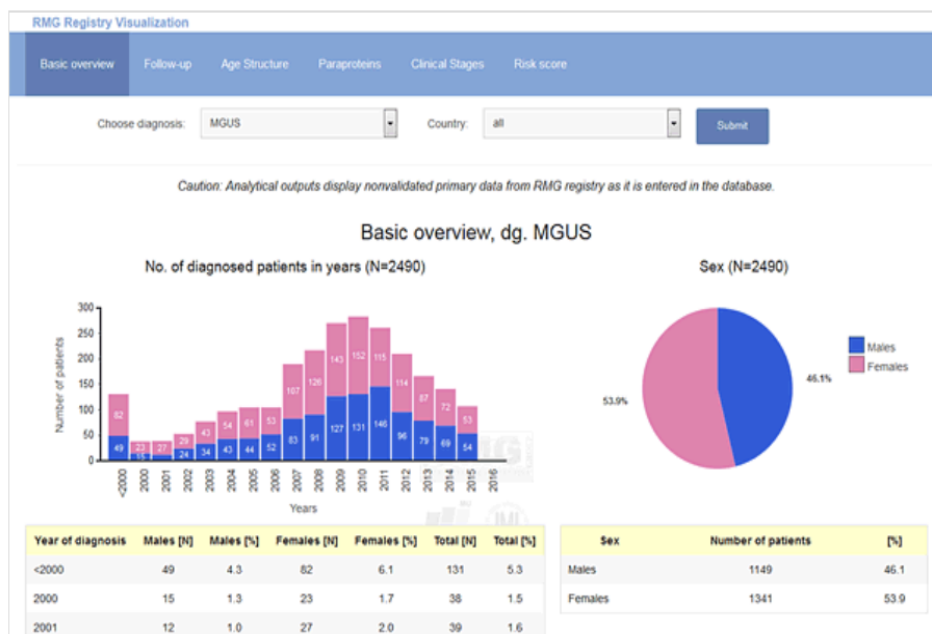 RMG Registry Visualization
Basic overview Follow-up Age Structure Paraproteins Clinical Stages Risk score
Choose diagnosis: MGUS Country: all Submit
Caution: Analytical outputs display nonvalidated primary data from RMG registry as it is entered in the database.
Basic overview, dg. MGUS
No. of diagnosed patients in years (N=2490)
Number of patients
300
250
200
150
100
50
0
82 23 27 29 43 54 61 53 107 126 143 152 115 114 87 72 53
49 15 24 34 43 44 52 83 91 127 131 146 96 79 69 54
<2000 2000 2001 2002 2003 2004 2005 2006 2007 2008 2009 2010 2011 2012 2013 2014 2015 2016
Years
Sex (N=2490)
53.9%
46.1%
Males
Females
Year of diagnosis Males [N] Males [%] Females [N] Females [%] Total [N] Total [%]
<2000 49 4.3 82 6.1 131 5.3
2000 15 1.3 23 1.7 38 1.5
2001 12 1.0 27 2.0 39 1.6
Sex Number of patients [%]
Males 1149 46.1
Females 1341 53.9